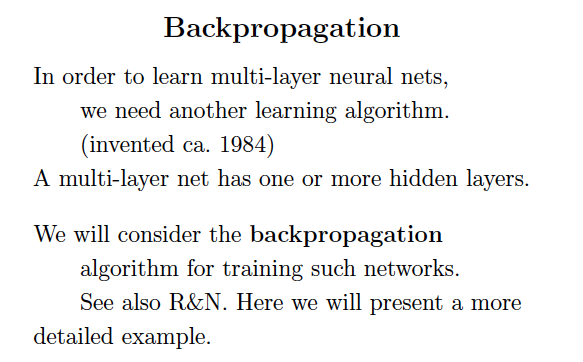 Backpropagation
In order to learn multi-layer neural nets,
we need another learning algorithm.
(invented ca. 1984)
A multi-layer net has one or more hidden layers.
We will consider the backpropagation
algorithm for training such networks.
See also R&N. Here we will present a more
detailed example.